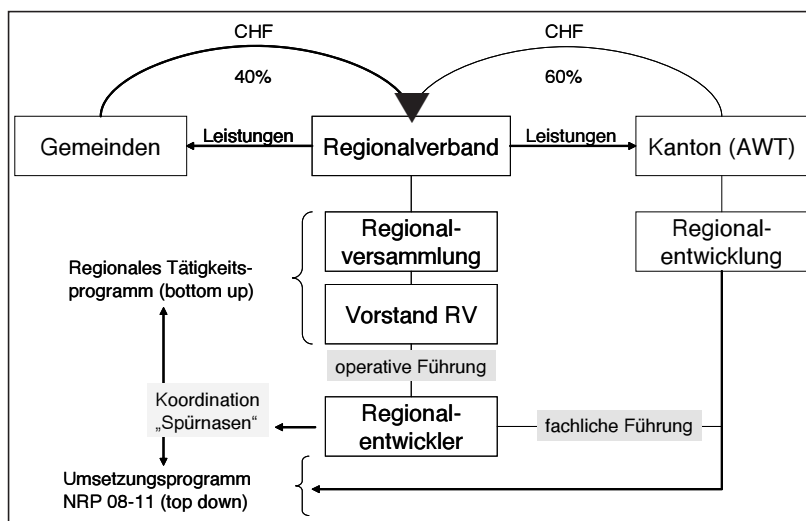 CHF
CHF
40%
60%
Gemeinden
Leistungen
Regionalverband
Leistungen
Kanton (AWT)
Regional-
versammlung
Regional-
entwicklung
Regionales Tätigkeits-
programm (bottom up)
Vorstand RV
operative Führung
Koordination
„Spürnasen“
Regional-
entwickler
fachliche Führung
Umsetzungsprogramm
NRP 08-11 (top down)